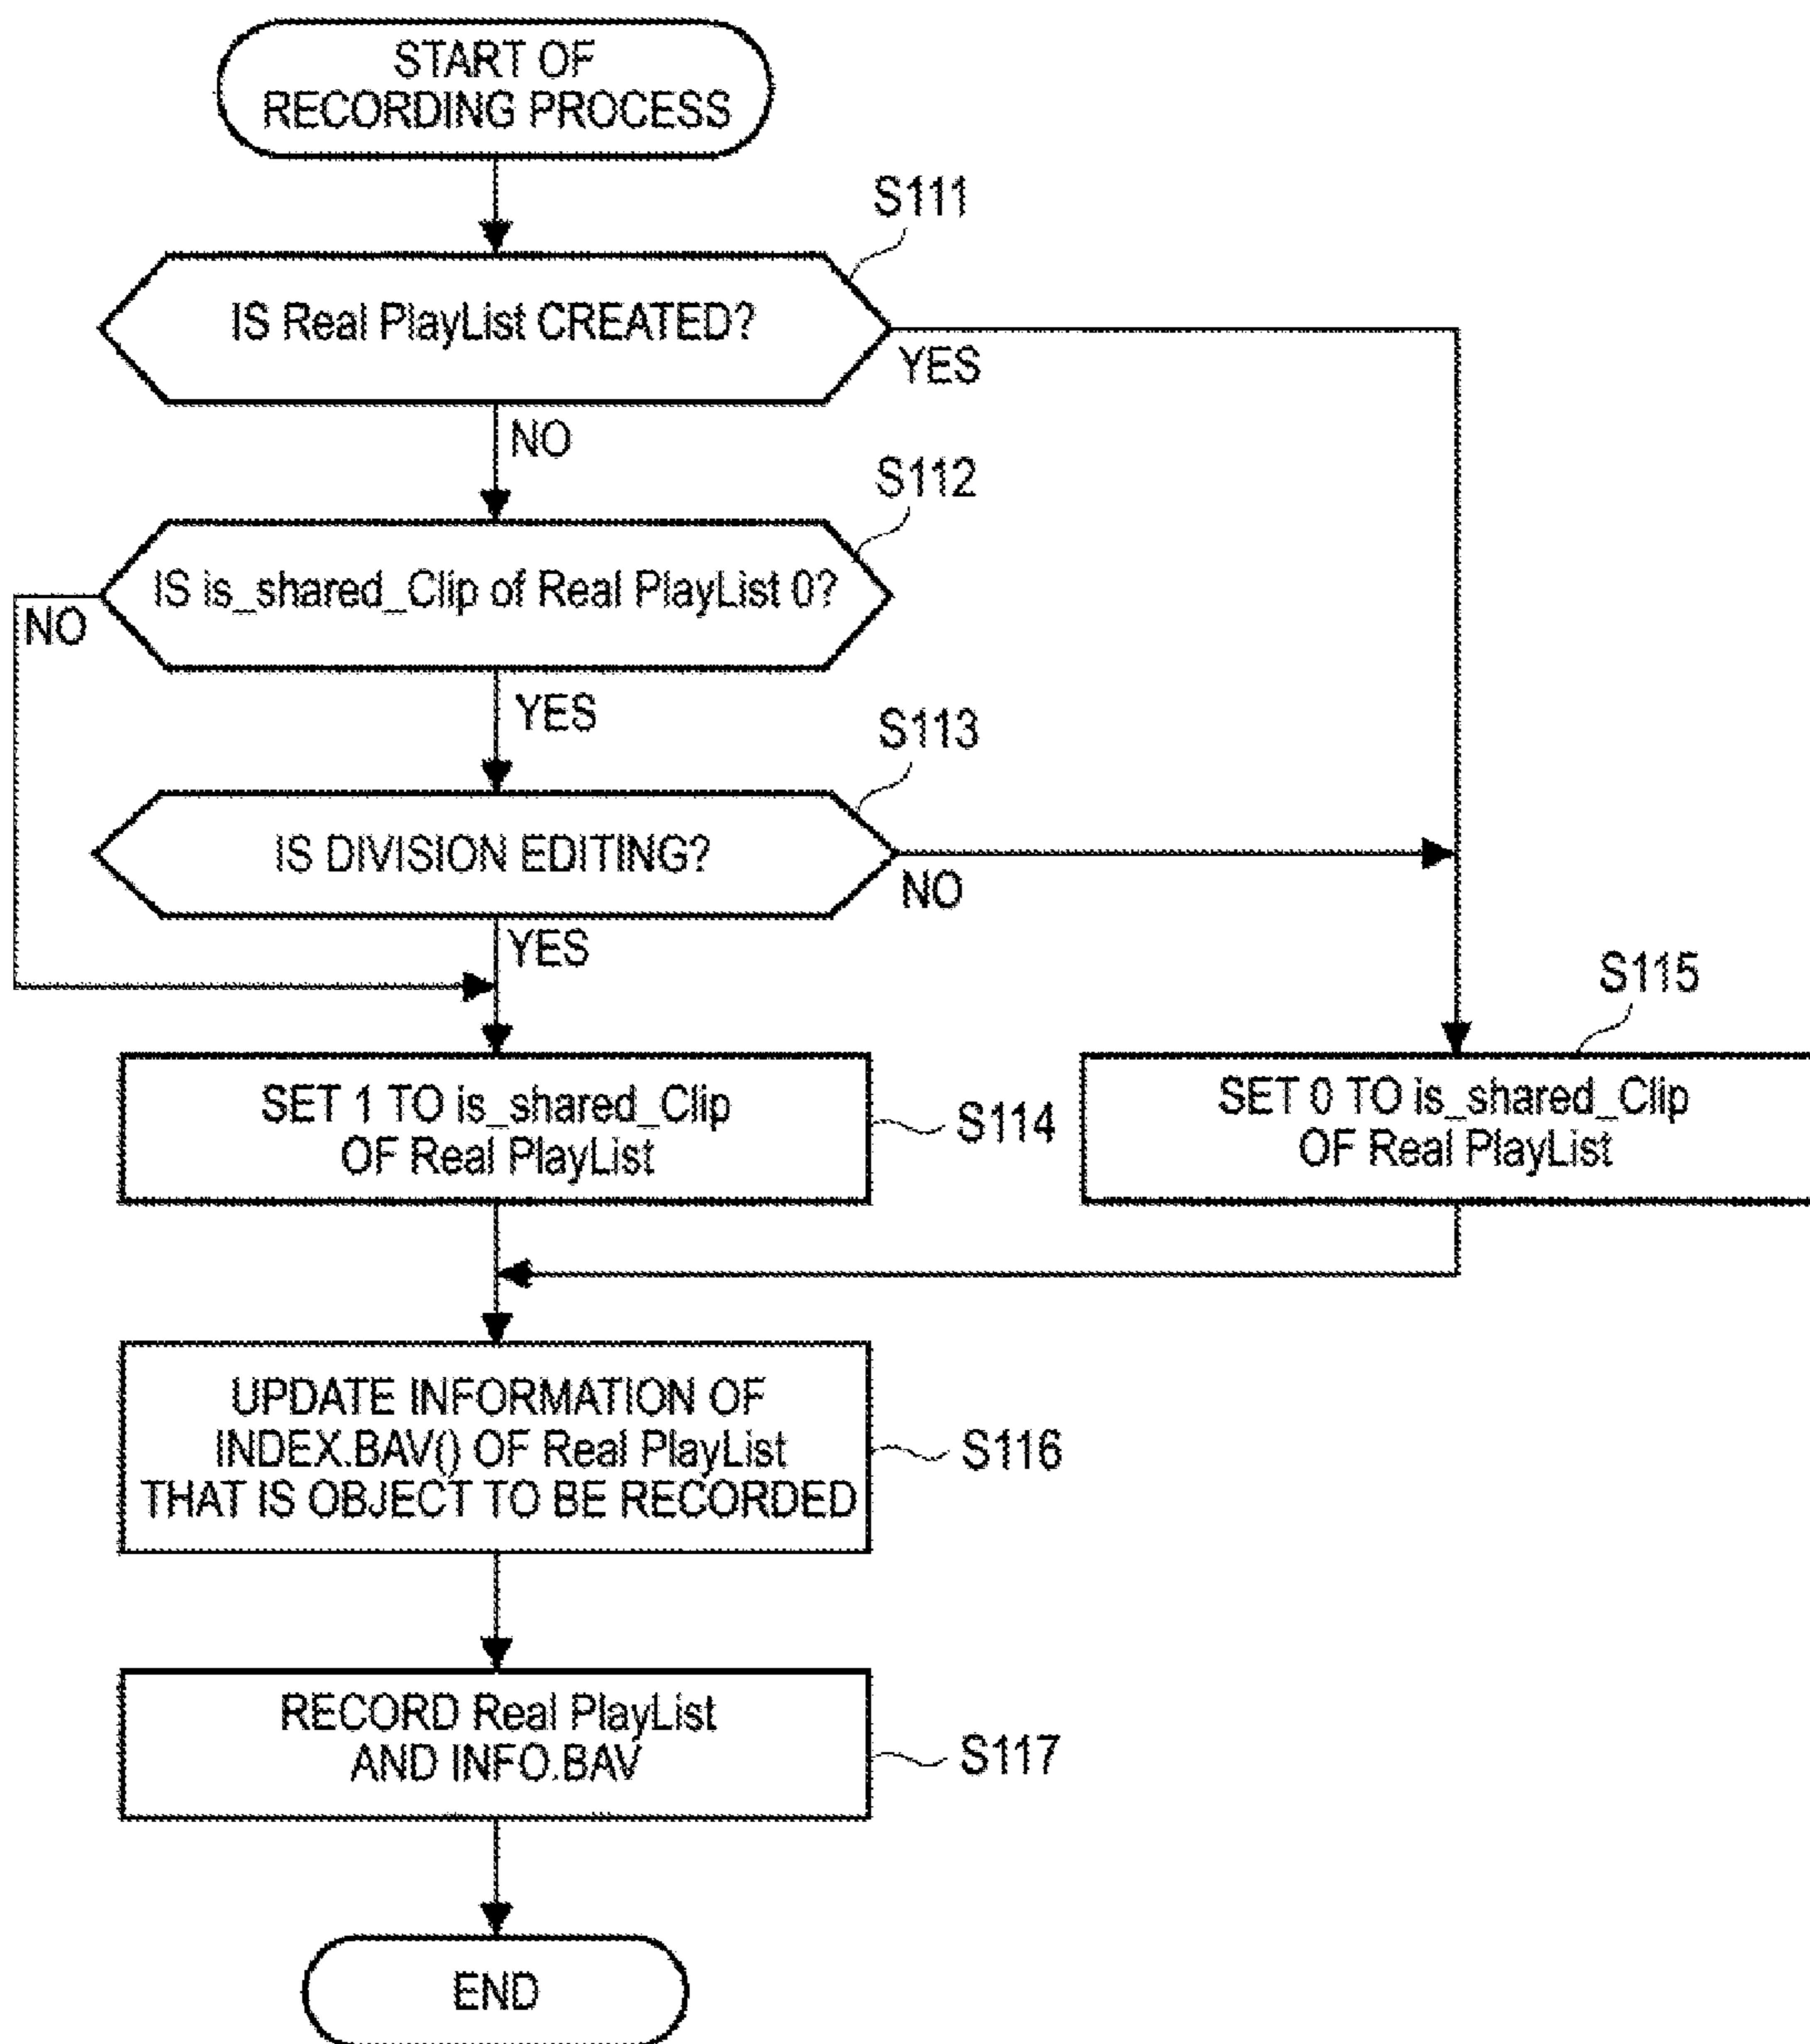 START OF
RECORDING PROCESS
S111
IS Real PlayList CREATED?
YES
NO
S112
IS is_shared_Clip of Real PlayList 0?
NO
YES
S113
IS DIVISION EDITING?
NO
YES
S115
SET 1 TO is_shared_Clip
OF Real PlayList
S114
SET 0 TO is_shared_Clip
OF Real PlayList
UPDATE INFORMATION OF
INDEX.BAV() OF Real PlayList
THAT IS OBJECT TO BE RECORDED
S116
RECORD Real PlayList
AND INFO.BAV
S117
END